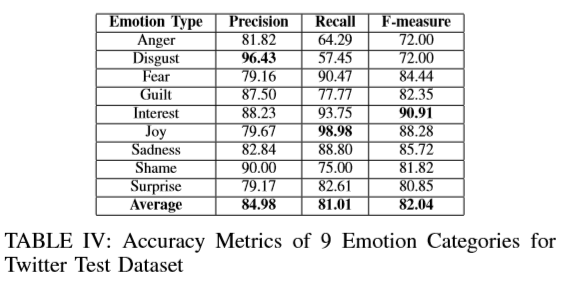 Emotion Type Precision Recall F-measure
Anger 81.82 64.29 72.00
Disgust 96.43 57.45 72.00
Fear 79.16 90.47 84.44
Guilt 87.50 77.77 82.35
Interest 88.23 93.75 90.91
Joy 79.67 98.98 88.28
Sadness 82.84 88.80 85.72
Shame 90.00 75.00 81.82
Surprise 79.17 82.61 80.85
Average 84.98 81.01 82.04
TABLE IV: Accuracy Metrics of 9 Emotion Categories for
Twitter Test Dataset